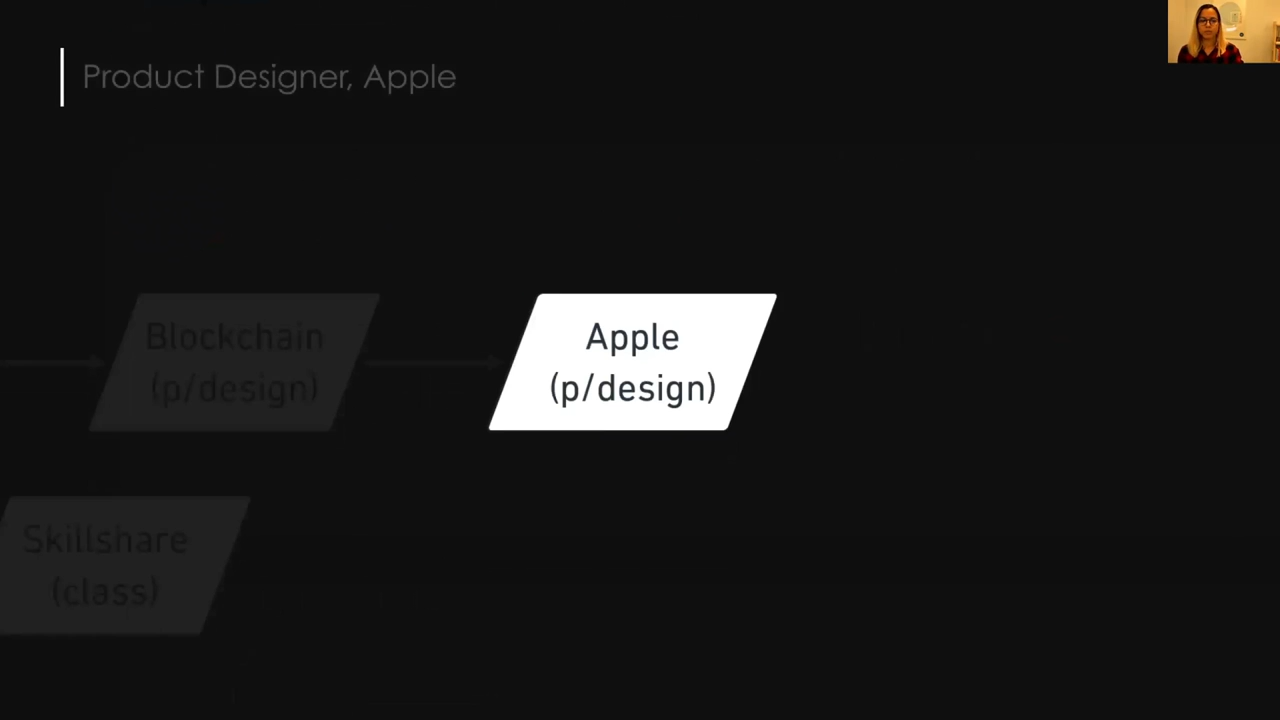 Product Designer, Apple
Blockchain
(p/design)
Apple
(p/design)
Skillshare
(class)